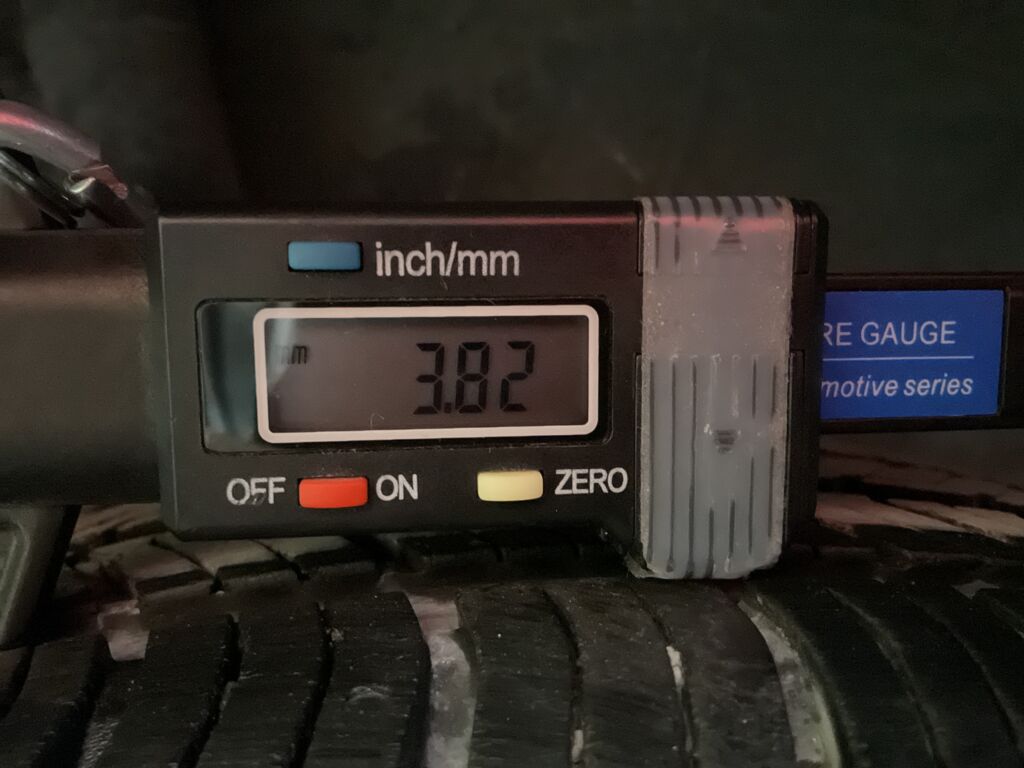 inch/mm
mm
3.82
OFF ON
ZERO
RE GAUGE
motive series